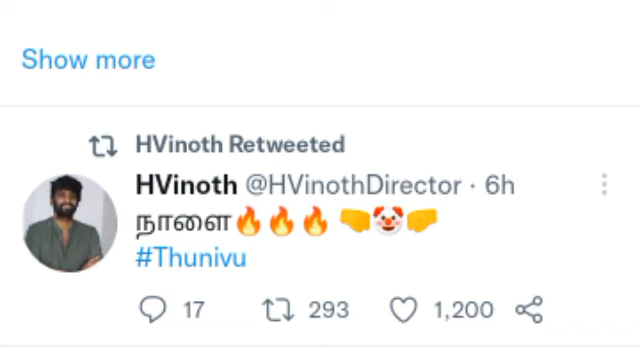 Show more
HVinoth Retweeted
HVinoth @HVinothDirector · 6h
நாளை🔥🔥🔥 🤜🤡🤛
#Thunivu
17 293 1,200